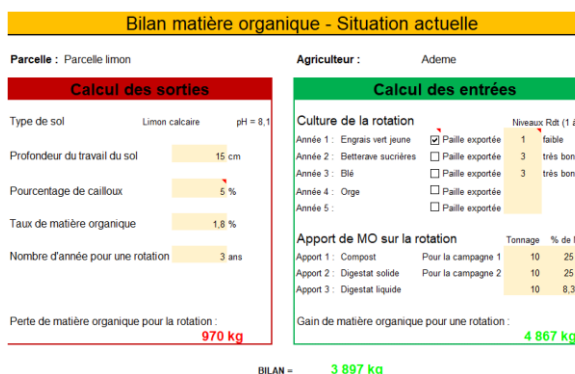 Bilan matière organique - Situation actuelle
Parcelle : Parcelle limon
Agriculteur : Ademe
Calcul des sorties
Type de sol Limon calcaire pH = 8,1
Profondeur du travail du sol 15 cm
Pourcentage de cailloux 5 %
Taux de matière organique 1,8 %
Nombre d'année pour une rotation 3 ans
Perte de matière organique pour la rotation :
970 kg
Calcul des entrées
Culture de la rotation Niveaux Rdt (1 à
Année 1 : Engrais vert jeune Paille exportée 1 faible
Année 2 : Betterave sucrières Paille exportée 3 très bon
Année 3 : Blé Paille exportée 3 très bon
Année 4 : Orge Paille exportée
Année 5 : Paille exportée
Apport de MO sur la rotation Tonnage % de
Apport 1 : Compost Pour la campagne 1 10 25
Apport 2 : Digestat solide Pour la campagne 2 10 25
Apport 3 : Digestat liquide 10 8,3
Gain de matière organique pour une rotation :
4 867 kg
BILAN = 3 897 kg